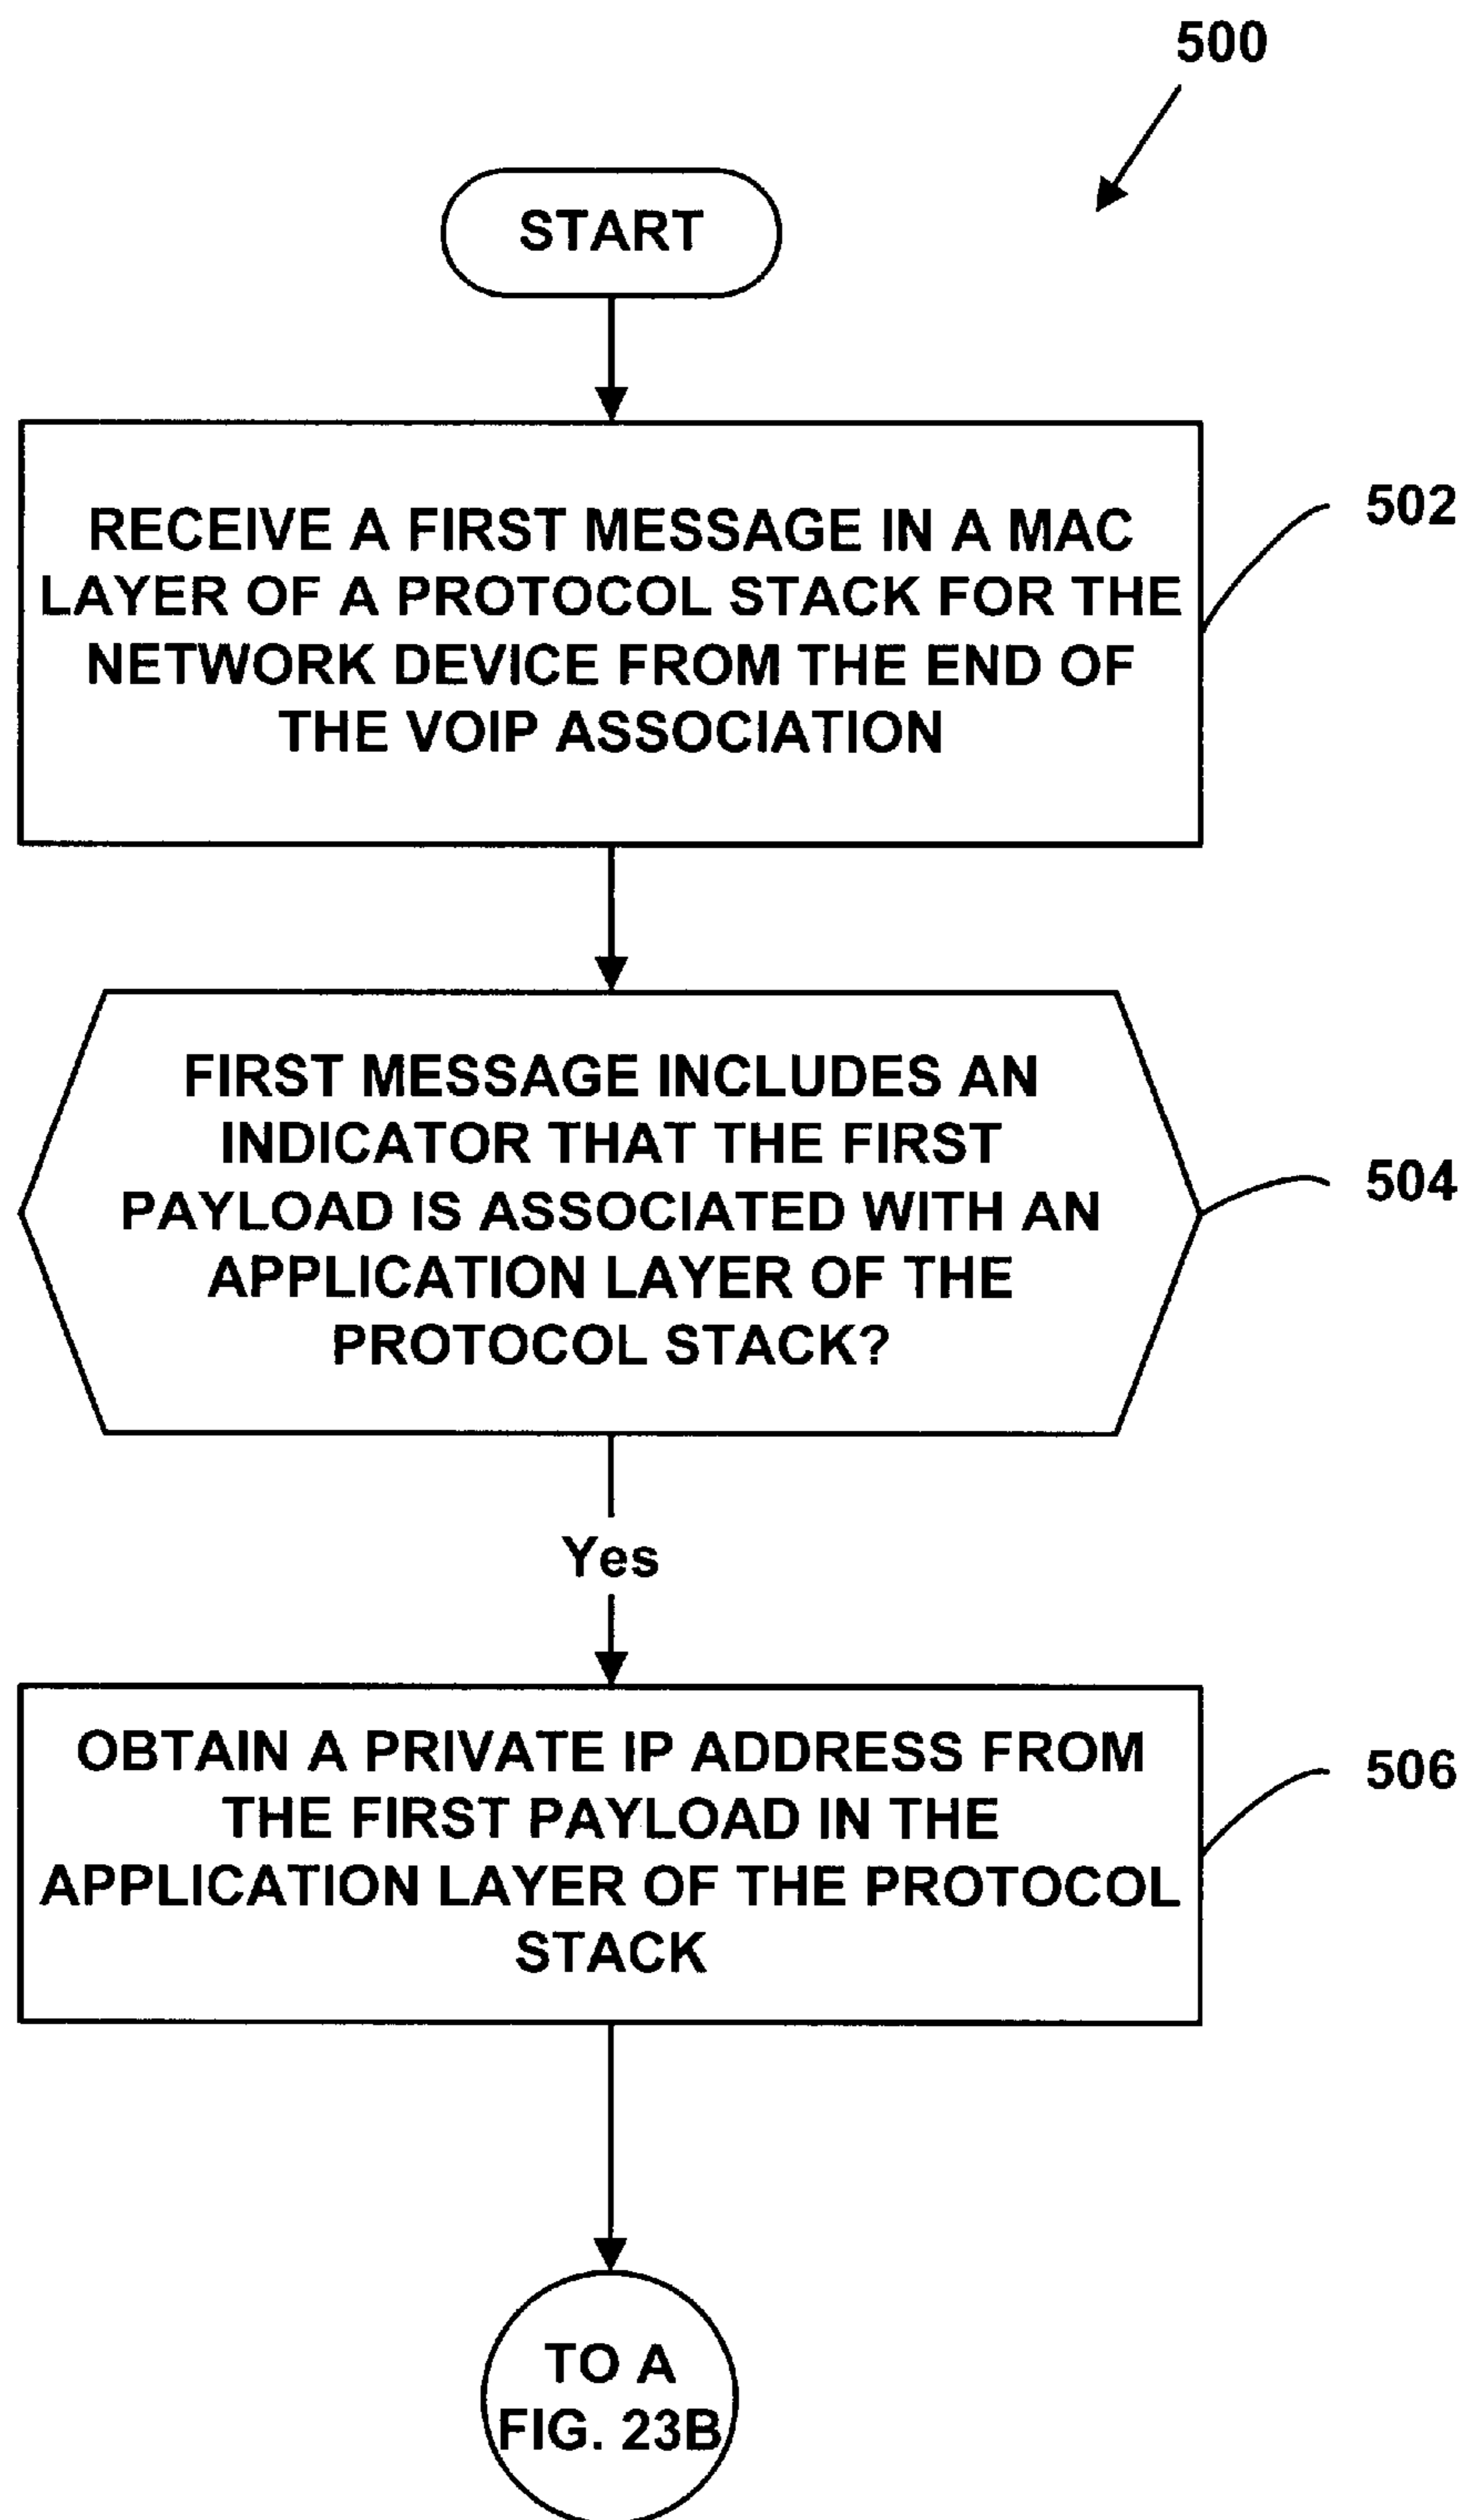 500
START
RECEIVE A FIRST MESSAGE IN A MAC
LAYER OF A PROTOCOL STACK FOR THE
NETWORK DEVICE FROM THE END OF
THE VOIP ASSOCIATION
502
FIRST MESSAGE INCLUDES AN
INDICATOR THAT THE FIRST
PAYLOAD IS ASSOCIATED WITH AN
APPLICATION LAYER OF THE
PROTOCOL STACK?
504
Yes
OBTAIN A PRIVATE IP ADDRESS FROM
THE FIRST PAYLOAD IN THE
APPLICATION LAYER OF THE PROTOCOL
STACK
506
TO A
FIG. 23B